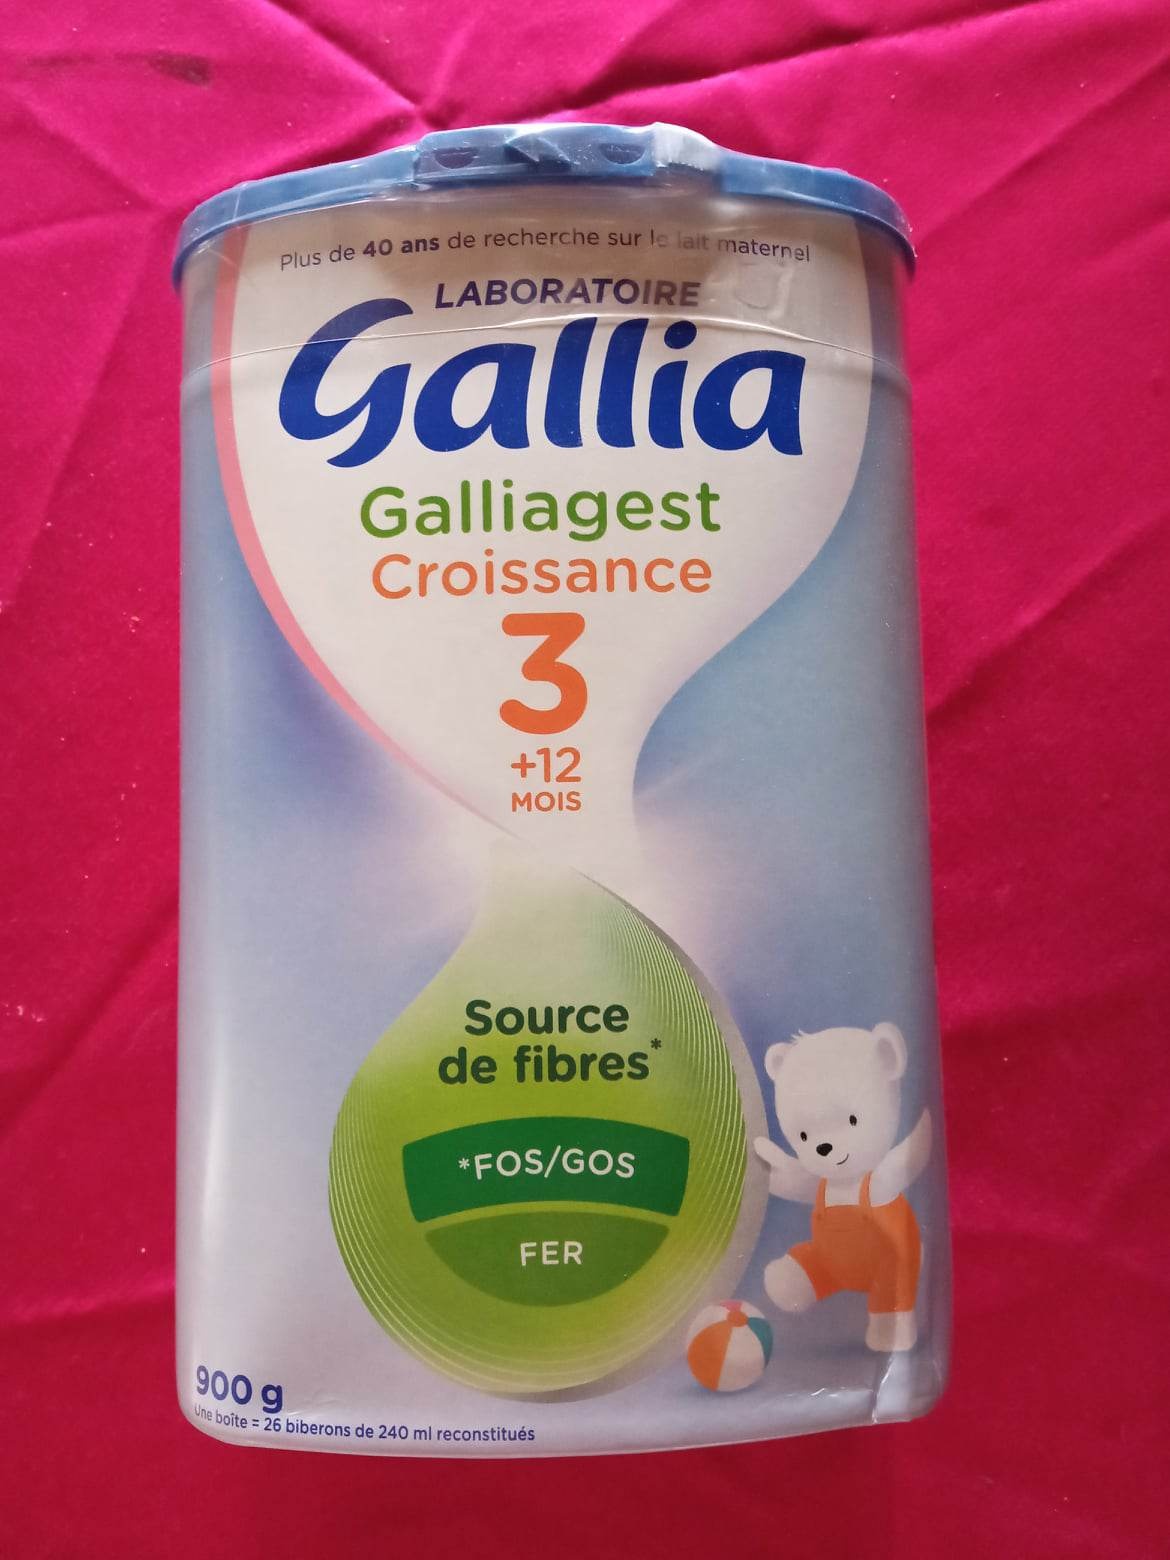 Plus de 40 ans de recherche sur le lait maternel
LABORATOIRE
Gallia
Galliagest
Croissance
3
+12
MOIS
Source
de fibres*
*FOS/GOS
FER
900 g
Une boîte = 26 biberons de 240 ml reconstitués